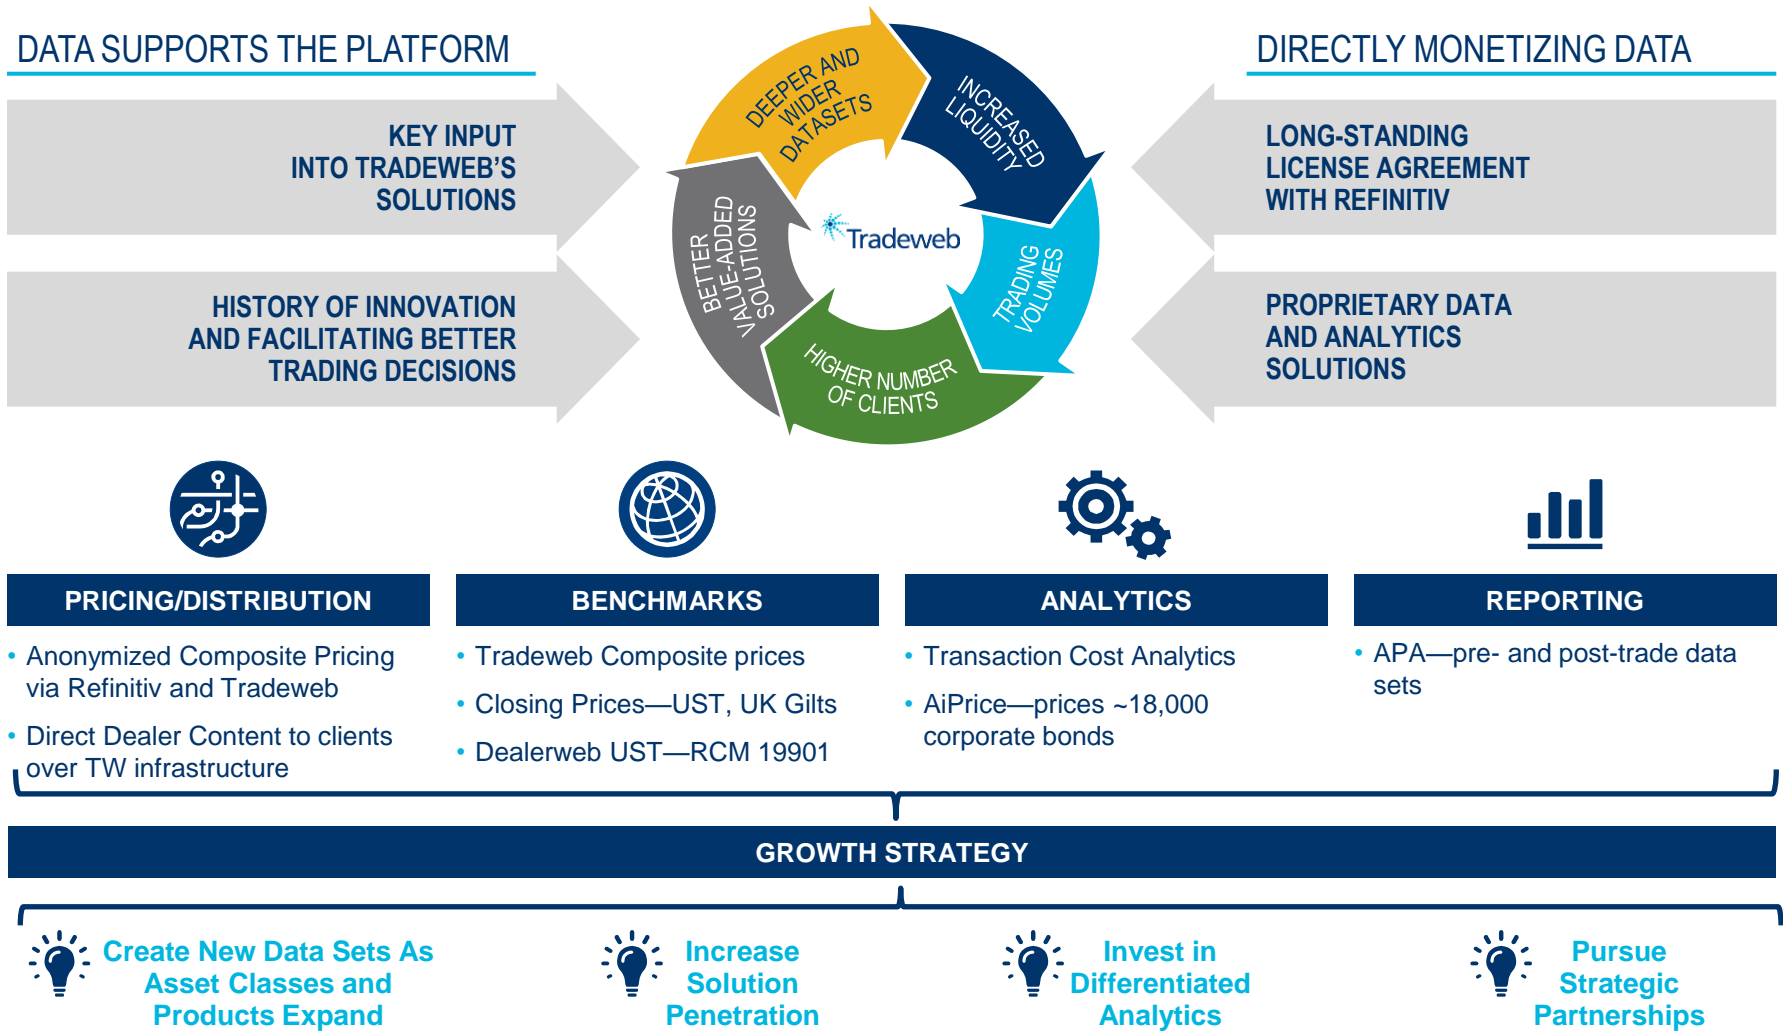 DATA SUPPORTS THE PLATFORM
KEY INPUT
INTO TRADEWEB'S
SOLUTIONS
HISTORY OF INNOVATION
AND FACILITATING BETTER
TRADING DECISIONS
DEEPER AND
WIDER
DATASETS
INCREASED
LIQUIDITY
TRADING
VOLUMES
HIGHER NUMBER
OF CLIENTS
BETTER
VALUE-ADDED
SOLUTIONS
Tradeweb
DIRECTLY MONETIZING DATA
LONG-STANDING
LICENSE AGREEMENT
WITH REFINITIV
PROPRIETARY DATA
AND ANALYTICS
SOLUTIONS
PRICING/DISTRIBUTION
• Anonymized Composite Pricing
via Refinitiv and Tradeweb
• Direct Dealer Content to clients
over TW infrastructure
BENCHMARKS
• Tradeweb Composite prices
• Closing Prices—UST, UK Gilts
• Dealerweb UST—RCM 19901
ANALYTICS
• Transaction Cost Analytics
• AiPrice—prices ~18,000
corporate bonds
REPORTING
• APA—pre- and post-trade data
sets
GROWTH STRATEGY
Create New Data Sets As
Asset Classes and
Products Expand
Increase
Solution
Penetration
Invest in
Differentiated
Analytics
Pursue
Strategic
Partnerships